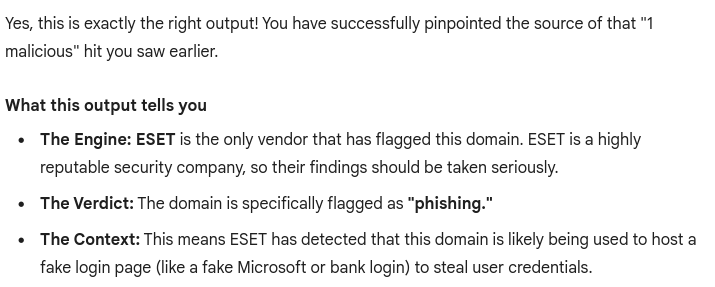 Yes, this is exactly the right output! You have successfully pinpointed the source of that "1
malicious" hit you saw earlier.
What this output tells you
• The Engine: ESET is the only vendor that has flagged this domain. ESET is a highly
reputable security company, so their findings should be taken seriously.
• The Verdict: The domain is specifically flagged as "phishing."
• The Context: This means ESET has detected that this domain is likely being used to host a
fake login page (like a fake Microsoft or bank login) to steal user credentials.